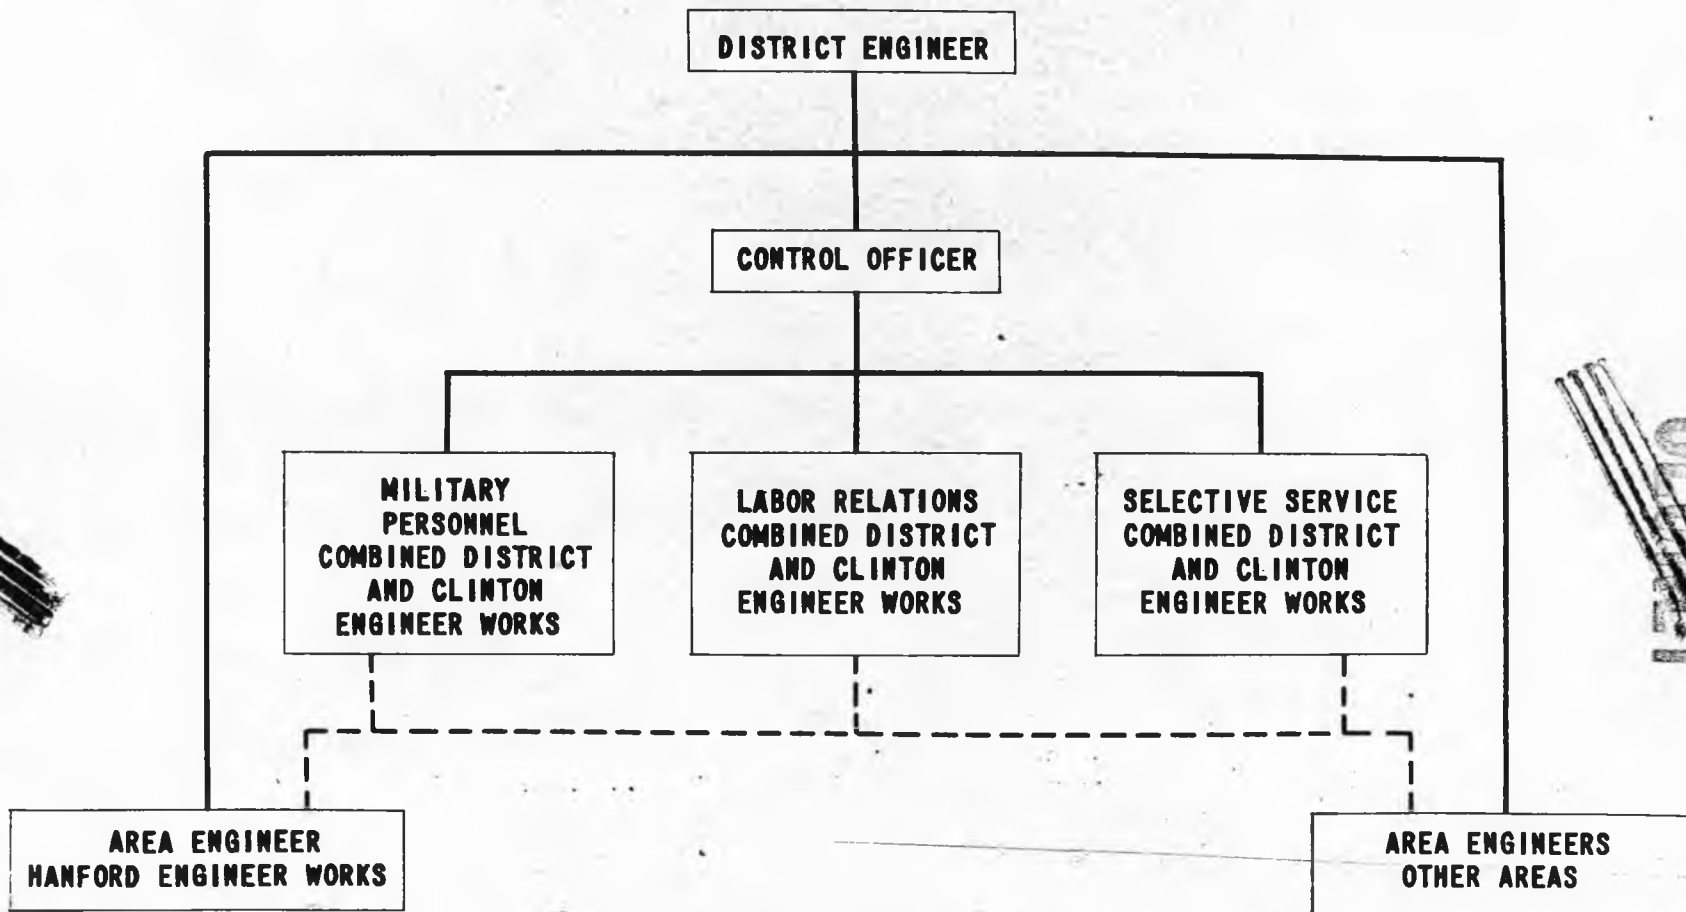 DISTRICT ENGINEER
CONTROL OFFICER
MILITARY
PERSONNEL
COMBINED DISTRICT
AND CLINTON
ENGINEER WORKS
LABOR RELATIONS
COMBINED DISTRICT
AND CLINTON
ENGINEER WORKS
SELECTIVE SERVICE
COMBINED DISTRICT
AND CLINTON
ENGINEER WORKS
AREA ENGINEER
HANFORD ENGINEER WORKS
AREA ENGINEERS
OTHER AREAS